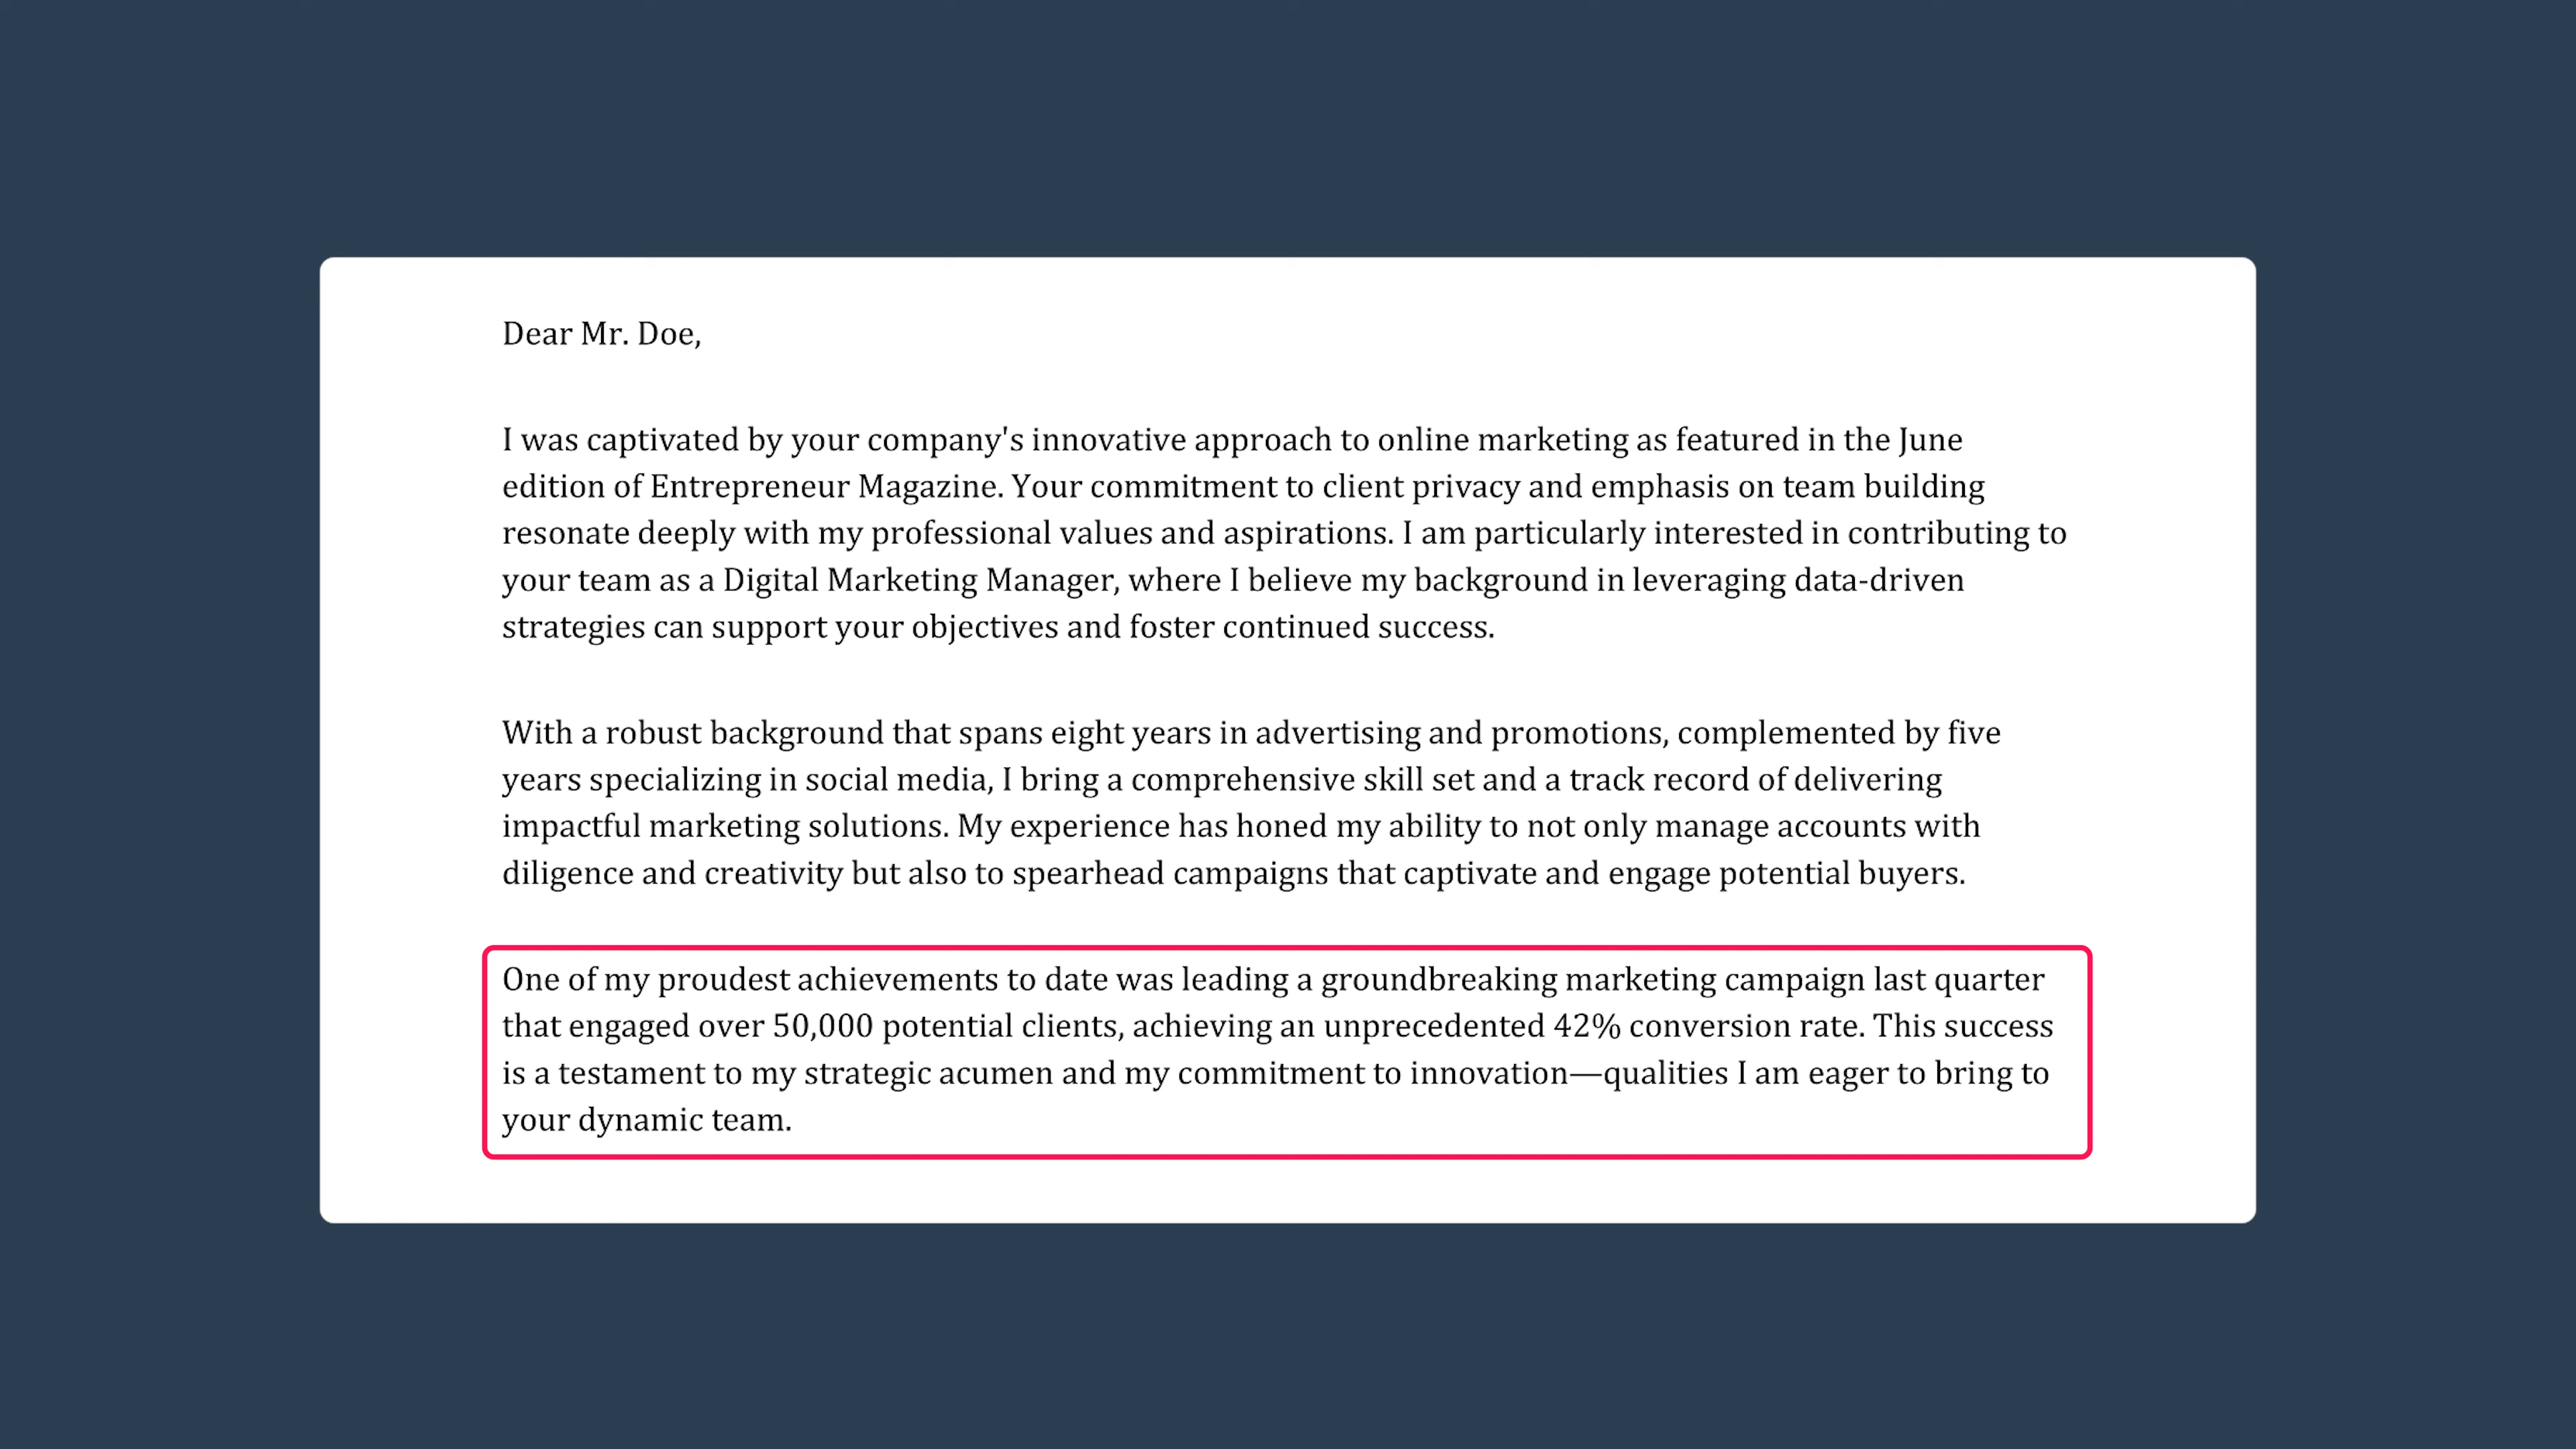 Dear Mr. Doe,
I was captivated by your company's innovative approach to online marketing as featured in the June
edition of Entrepreneur Magazine. Your commitment to client privacy and emphasis on team building
resonate deeply with my professional values and aspirations. I am particularly interested in contributing to
your team as a Digital Marketing Manager, where I believe my background in leveraging data-driven
strategies can support your objectives and foster continued success.
With a robust background that spans eight years in advertising and promotions, complemented by five
years specializing in social media, I bring a comprehensive skill set and a track record of delivering
impactful marketing solutions. My experience has honed my ability to not only manage accounts with
diligence and creativity but also to spearhead campaigns that captivate and engage potential buyers.
One of my proudest achievements to date was leading a groundbreaking marketing campaign last quarter
that engaged over 50,000 potential clients, achieving an unprecedented 42% conversion rate. This success
is a testament to my strategic acumen and my commitment to innovation—qualities I am eager to bring to
your dynamic team.